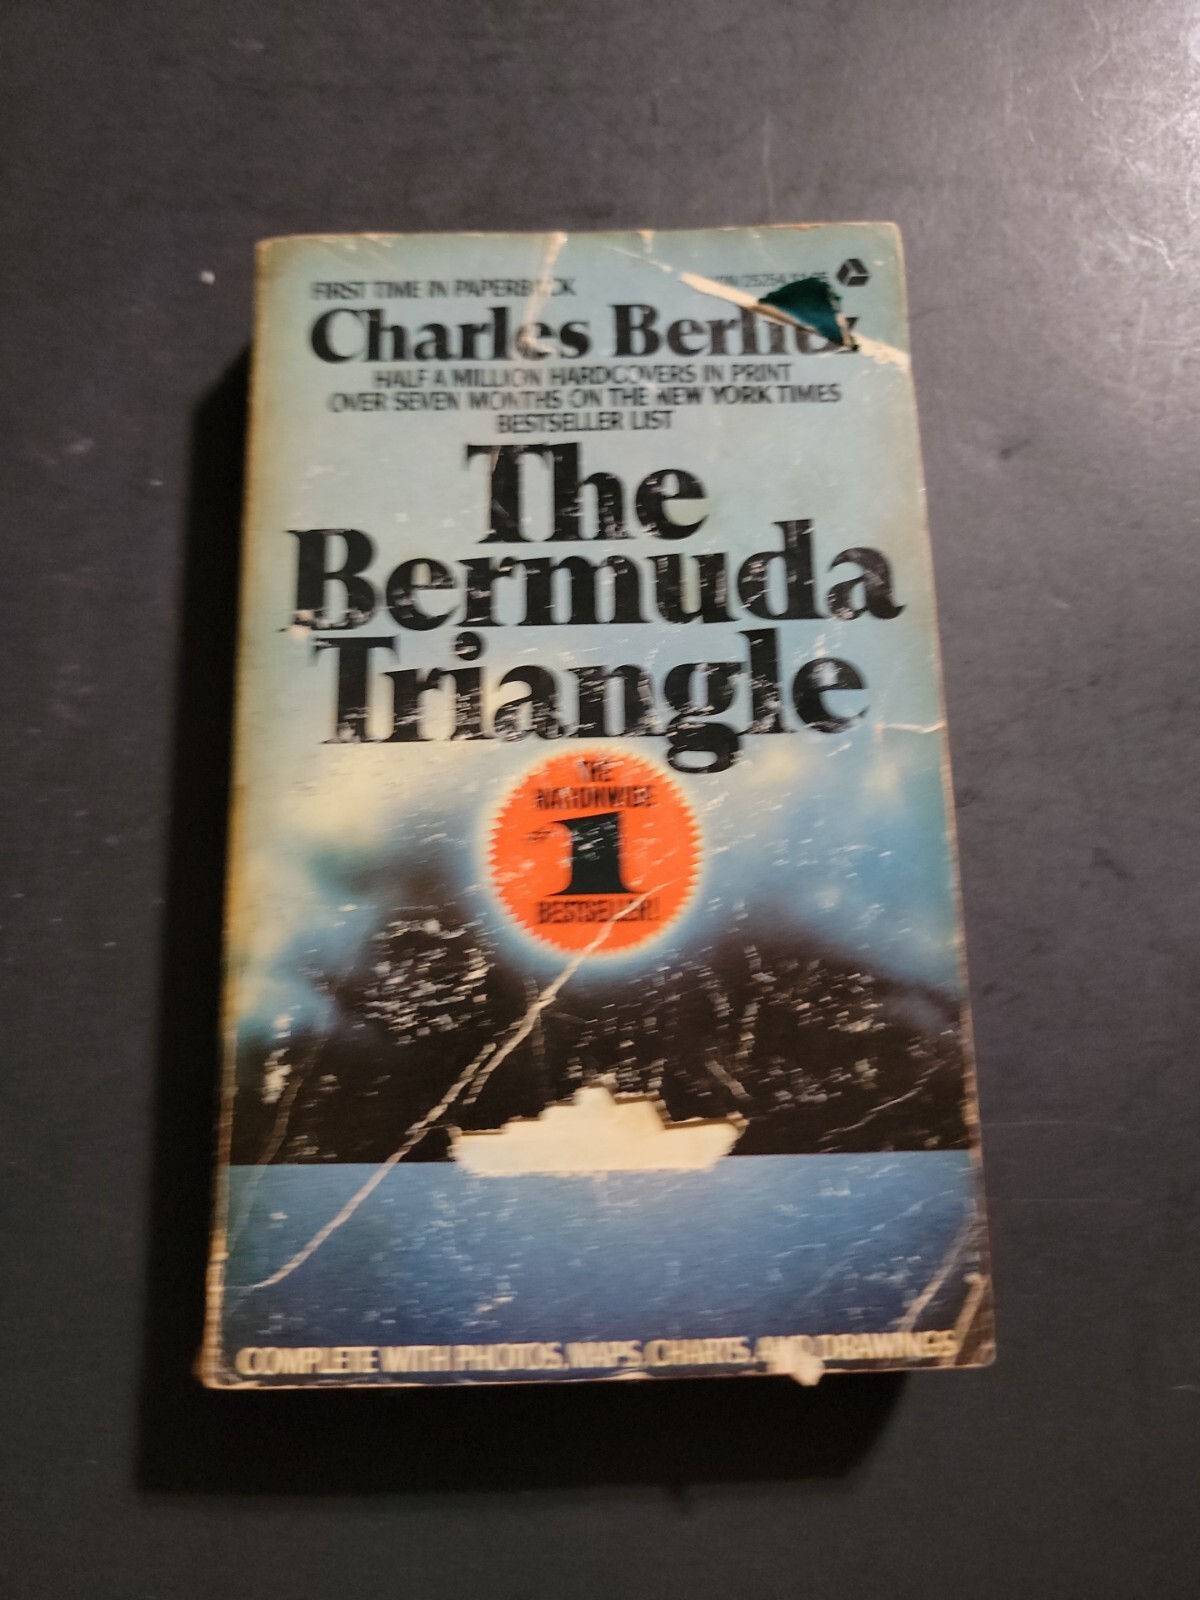 FIRST TIME IN PAPERBACK
25254
Charles Berlitz
HALF A MILLION HARDCOVERS IN PRINT
OVER SEVEN MONTHS ON THE NEW YORK TIMES
BESTSELLER LIST
The
Bermuda
Triangle
THE
NATIONWIDE
#1
BESTSELLER!
COMPLETE WITH PHOTOS, MAPS, CHARTS, AND DRAWINGS